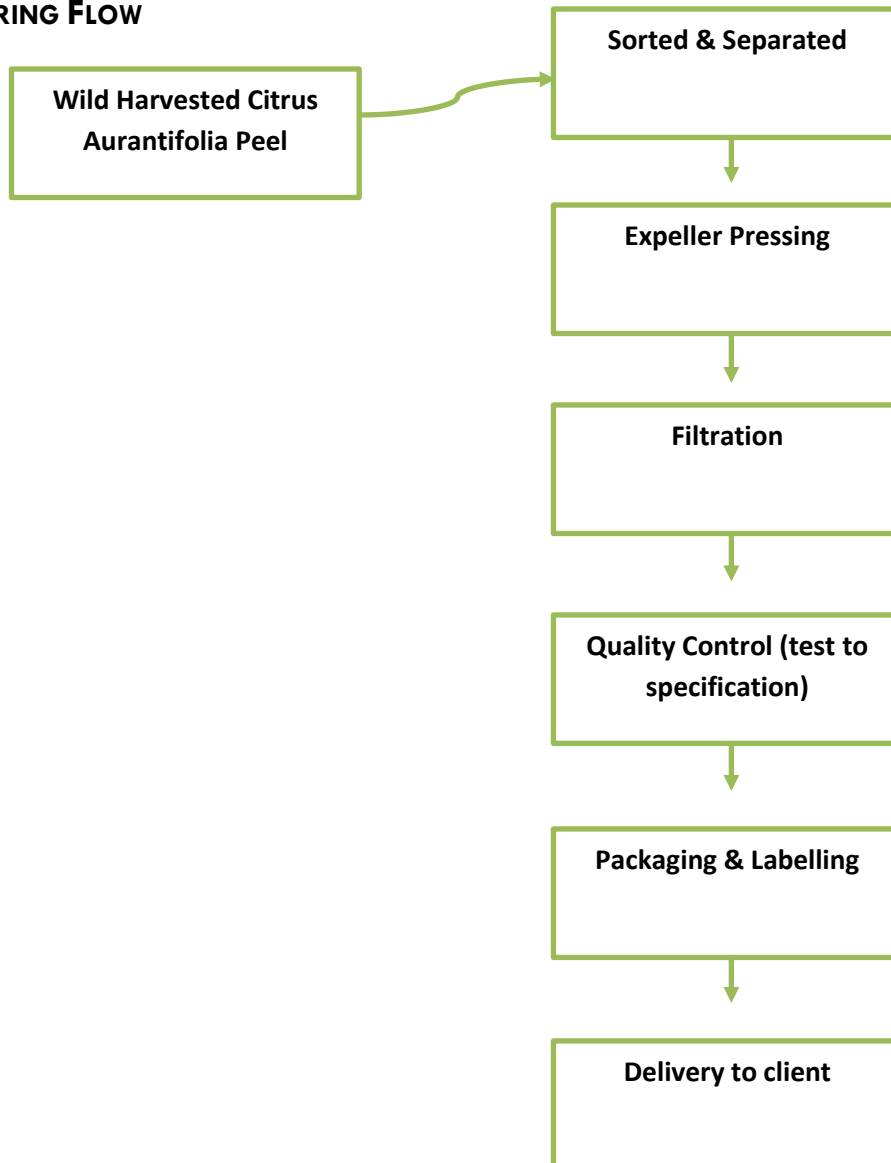 RING FLOW
Sorted & Separated
Wild Harvested Citrus
Aurantifolia Peel
Expeller Pressing
Filtration
Quality Control (test to
specification)
Packaging & Labelling
Delivery to client